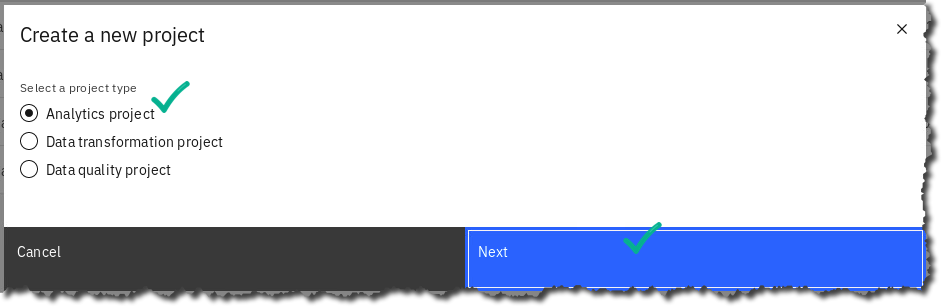 Create a new project
Select a project type
Analytics project
Data transformation project
Data quality project
Cancel
Next